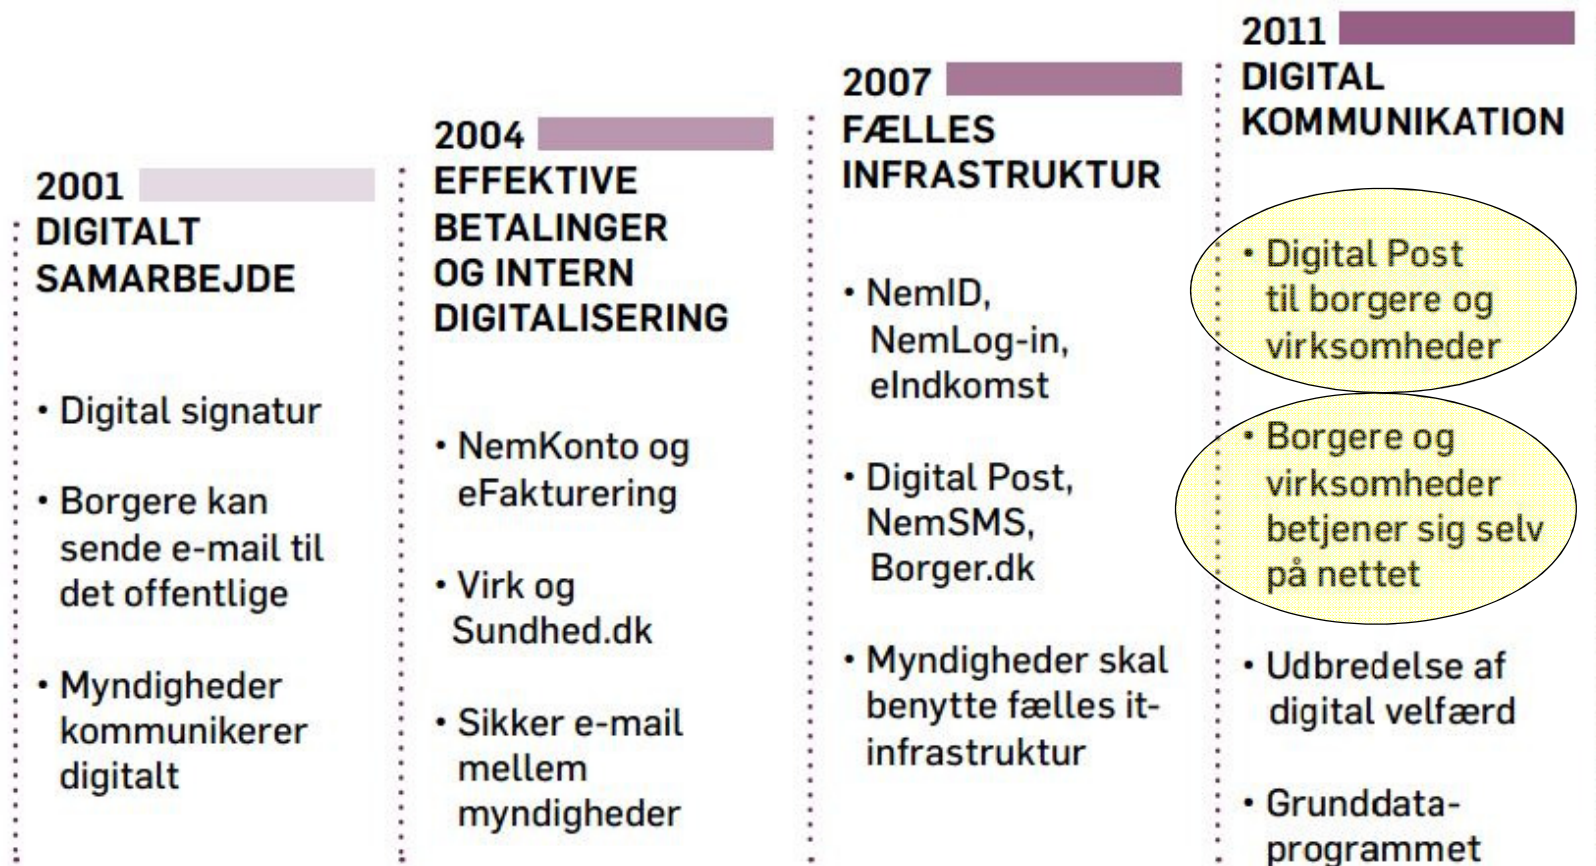 2001
DIGITALT
SAMARBEJDE
• Digital signatur
• Borgere kan
sende e-mail til
det offentlige
• Myndigheder
kommunikerer
digitalt
2004
EFFEKTIVE
BETALINGER
OG INTERN
DIGITALISERING
• NemKonto og
eFakturering
• Virk og
Sundhed.dk
• Sikker e-mail
mellem
myndigheder
2007
FÆLLES
INFRASTRUKTUR
• NemID,
NemLog-in,
eIndkomst
• Digital Post,
NemSMS,
Borger.dk
• Myndigheder skal
benytte fælles it-
infrastruktur
2011
DIGITAL
KOMMUNIKATION
• Digital Post
til borgere og
virksomheder
• Borgere og
virksomheder
betjener sig selv
på nettet
• Udbredelse af
digital velfærd
• Grunddata-
programmet